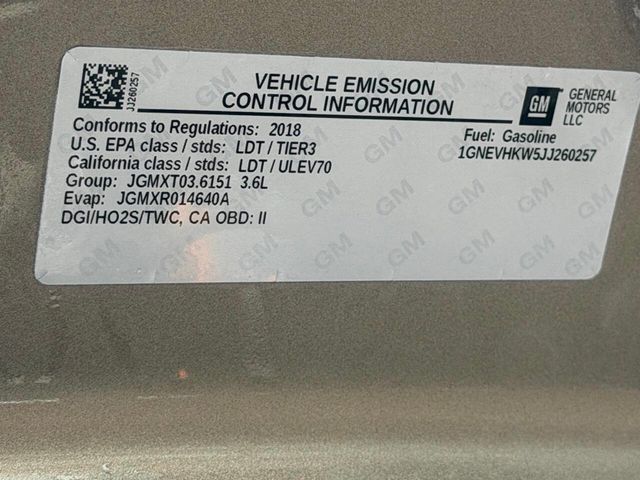 JJ260257
VEHICLE EMISSION
CONTROL INFORMATION
GM
GENERAL
MOTORS
LLC
Conforms to Regulations: 2018
U.S. EPA class / stds: LDT / TIER3
California class / stds: LDT / ULEV70
Group: JGMXT03.6151 3.6L
Evap: JGMXR014640A
DGI/HO2S/TWC, CA OBD: II
Fuel: Gasoline
1GNEVHKW5JJ260257